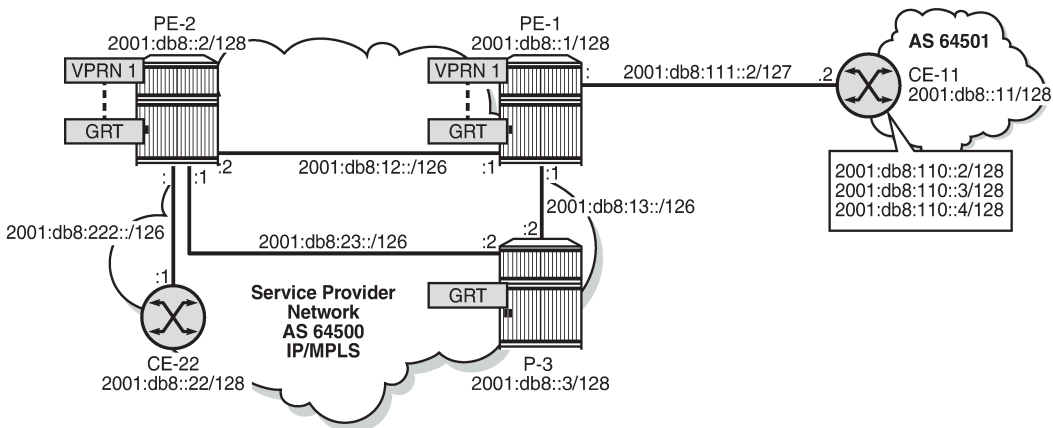 PE-2
2001:db8::2/128
VPRN 1
GRT
PE-1
2001:db8::1/128
VPRN 1
GRT
:
2001:db8:111::2/127
.2
AS 64501
CE-11
2001:db8::11/128
2001:db8:110::2/128
2001:db8:110::3/128
2001:db8:110::4/128
:2
2001:db8:12::/126
:1
:
:1
:1
2001:db8:13::/126
2001:db8:222::/126
2001:db8:23::/126
:2
:2
:1
GRT
Service Provider
Network
AS 64500
IP/MPLS
CE-22
2001:db8::22/128
P-3
2001:db8::3/128